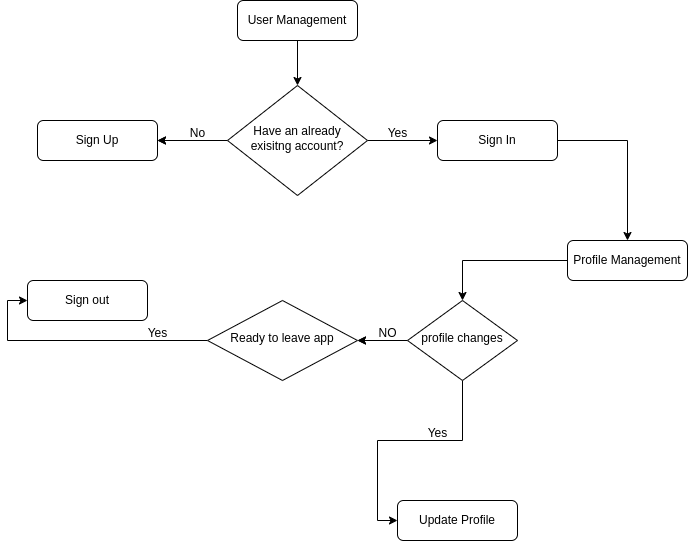 User Management
Have an already
exisitng account?
No
Yes
Sign Up
Sign In
Profile Management
Sign out
Yes
Ready to leave app
NO
profile changes
Yes
Update Profile